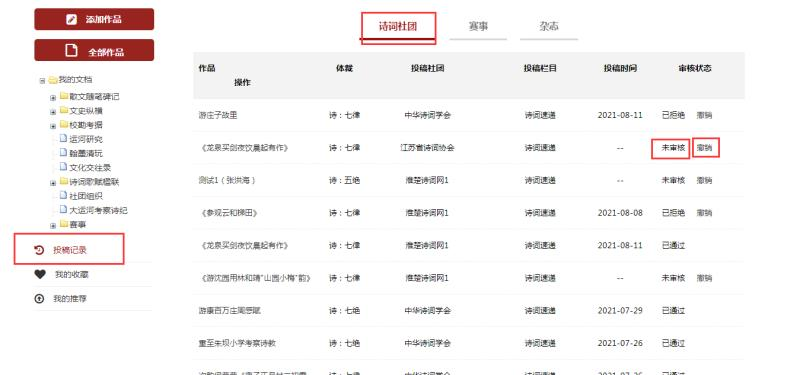 添加作品
全部作品
我的文档
散文随笔碑记
文史纵横
校勘考据
运河研究
翰墨清玩
文化交往录
诗词歌赋楹联
社团组织
大运河考察诗纪
赛事
投稿记录
我的收藏
我的推荐
诗词社团 赛事 杂志
作品 体裁 投稿社团 投稿栏目 投稿时间 审核状态
操作
游庄子故里 诗：七律 中华诗词学会 诗词速递 2021-08-11 已拒绝 撤销
《龙泉买剑夜饮晨起有作》 诗：七律 江苏省诗词协会 诗词速递 -- 未审核 撤销
测试1（张洪海） 诗：五绝 淮楚诗词网1 诗词速递 -- 未审核 撤销
《参观云和梯田》 诗：七律 淮楚诗词网1 诗词速递 2021-08-08 已拒绝 撤销
《龙泉买剑夜饮晨起有作》 诗：七律 淮楚诗词网1 诗词速递 2021-08-11 已通过
《游沈园用林和靖"山园小梅"韵》 诗：七律 淮楚诗词网1 诗词速递 -- 未审核 撤销
游康百万庄园感赋 诗：七绝 中华诗词学会 诗词速递 2021-07-29 已通过
重至朱坝小学考察诗教 诗：七绝 中华诗词学会 诗词速递 2021-07-26 已通过